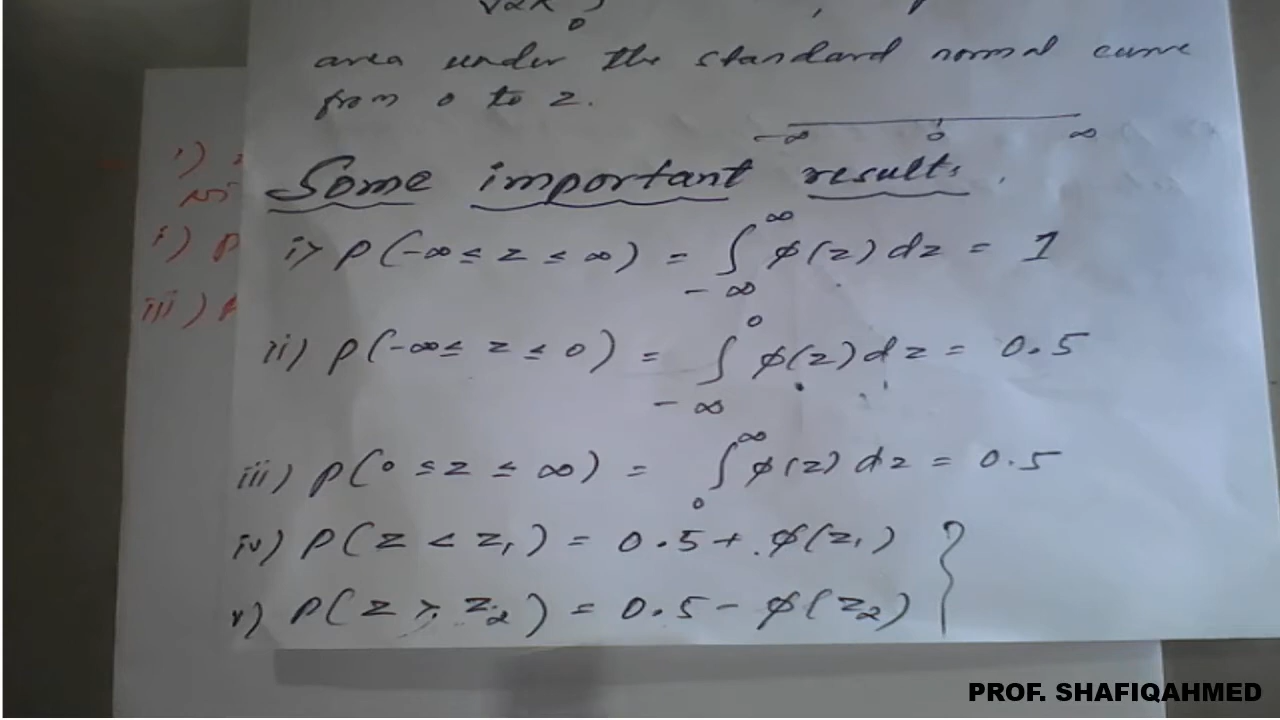 area under the standard normal curve
from 0 to z.
-∞ 0 ∞
Some important results.
i) P(-∞ ≤ z ≤ ∞) = ∫_{-∞}^{∞} φ(z) dz = 1
ii) P(-∞ ≤ z ≤ 0) = ∫_{-∞}^{0} φ(z) dz = 0.5
iii) P(0 ≤ z ≤ ∞) = ∫_{0}^{∞} φ(z) dz = 0.5
iv) P(z < z₁) = 0.5 + φ(z₁)
v) P(z > z₂) = 0.5 - φ(z₂)
i)
i) P
iii)
PROF. SHAFIQAHMED